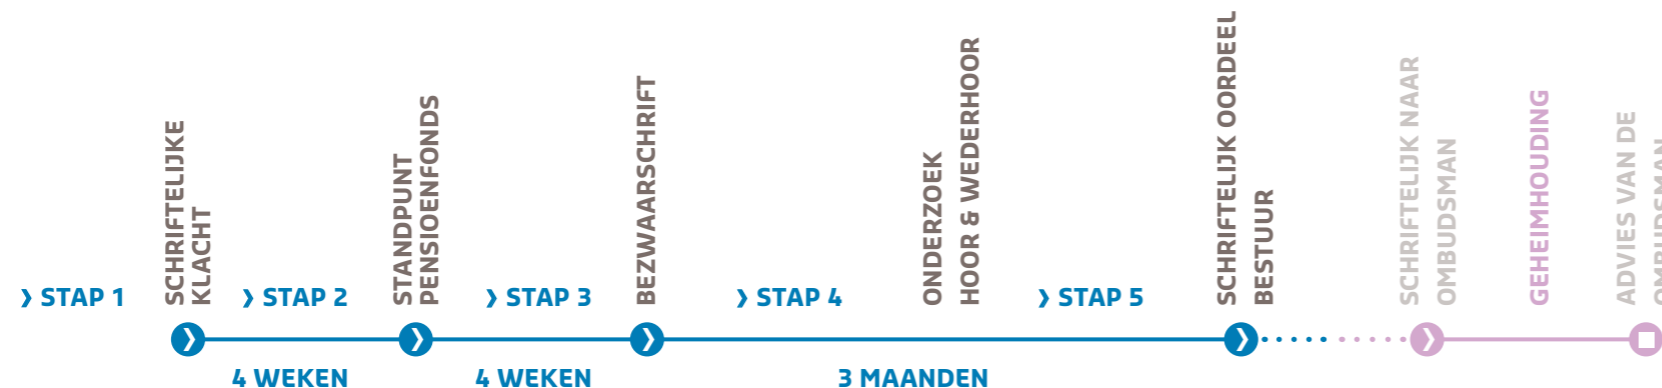 › STAP 1
SCHRIFTELIJKE
KLACHT
› STAP 2
STANDPUNT
PENSIOENFONDS
› STAP 3
BEZWAARSCHRIFT
› STAP 4
ONDERZOEK
HOOR & WEDERHOOR
› STAP 5
SCHRIFTELIJK OORDEEL
BESTUUR
SCHRIFTELIJK NAAR
OMBUDSMAN
GEHEIMHOUDING
ADVIES VAN DE
OMBUDSMAN
4 WEKEN
4 WEKEN
3 MAANDEN